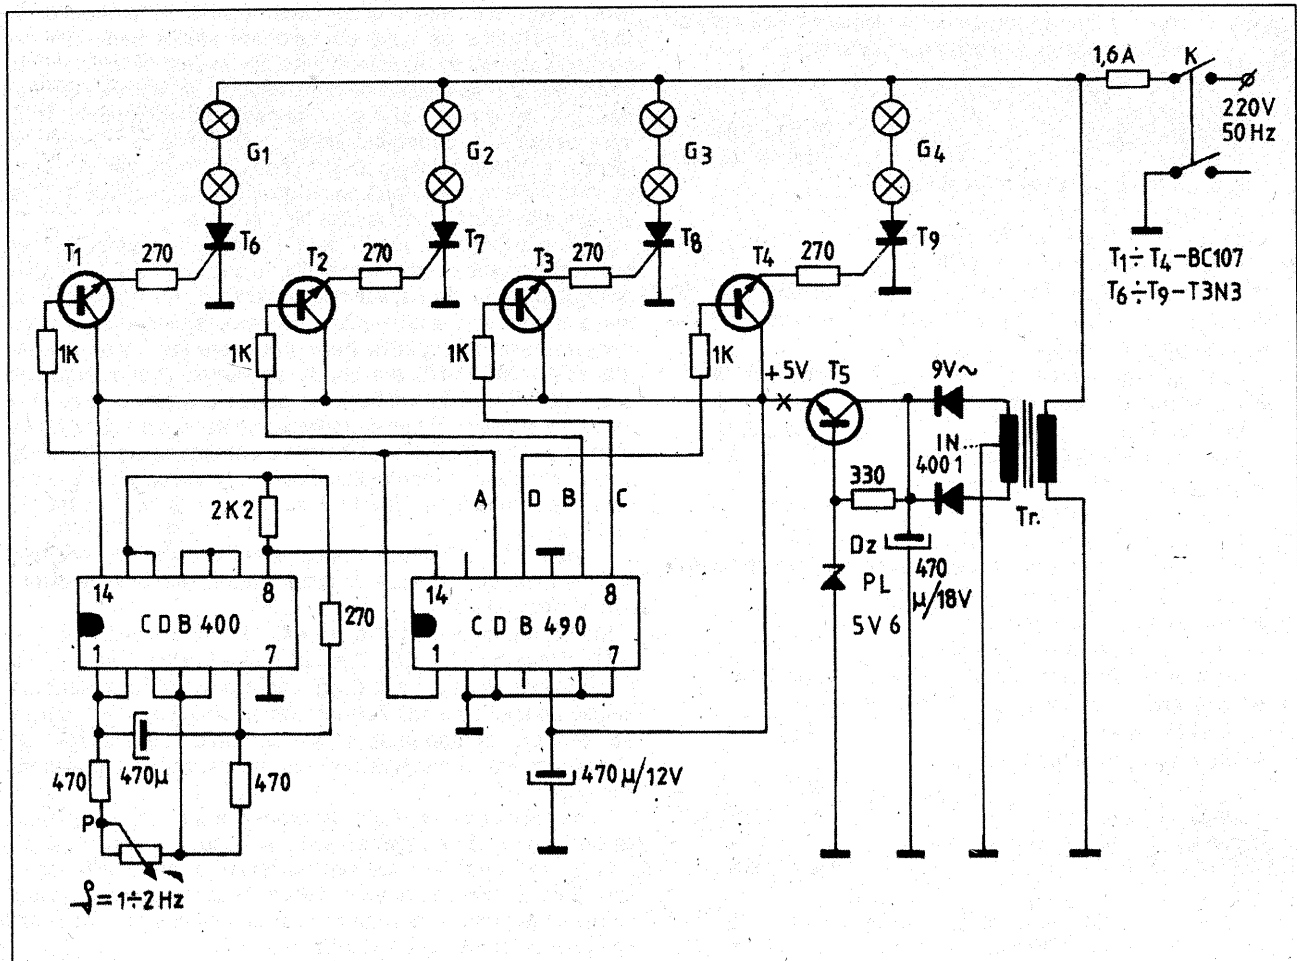 1,6A K
220V
50Hz
G1 G2 G3 G4
T6 T7 T8 T9
T1 270 T2 270 T3 270 T4 270
T1÷T4-BC107
T6÷T9-T3N3
1K 1K 1K 1K
+5V T5 9V~
IN
4001
330
Tr.
A D B C
2K2
Dz
PL
5V6
470
µ/18V
14 8 14 8
CDB400 270 CDB490
1 7 1 7
470 470µ 470 470µ/12V
P
f=1÷2Hz